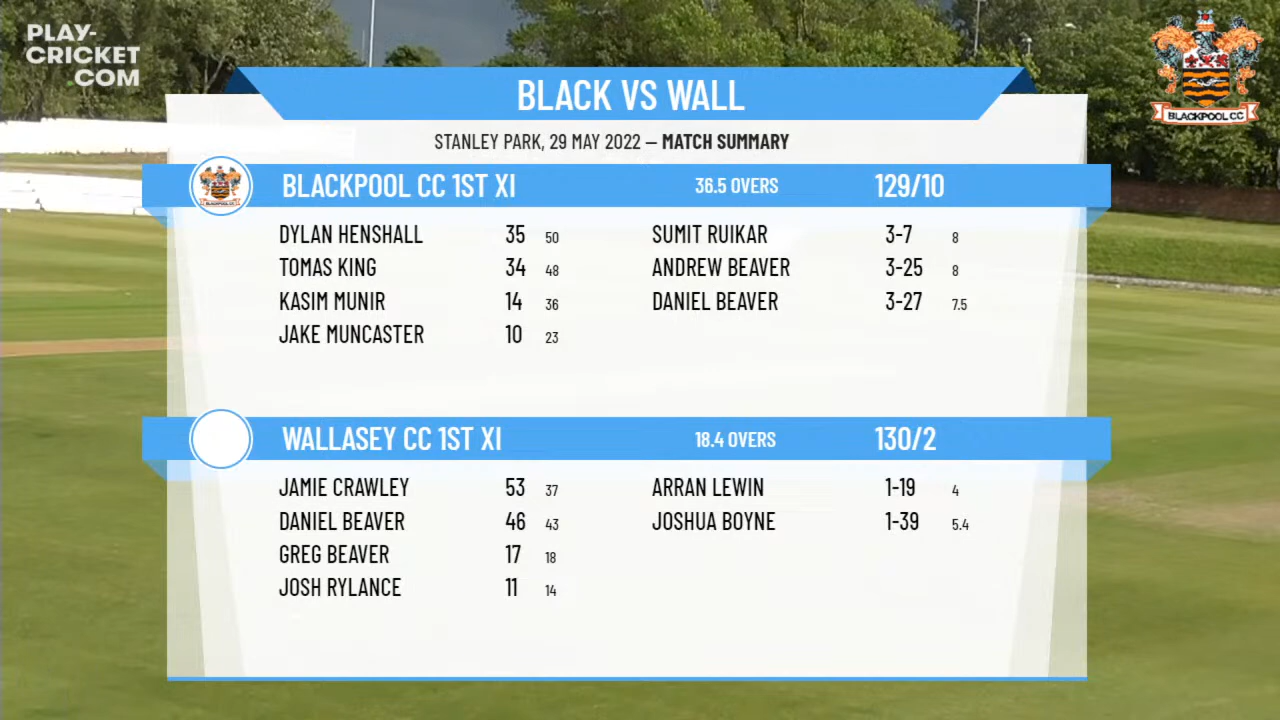 PLAY-
CRICKET
COM
BLACKPOOL CC
BLACK VS WALL
STANLEY PARK, 29 MAY 2022 – MATCH SUMMARY
BLACKPOOL CC 1ST XI 36.5 OVERS 129/10
DYLAN HENSHALL 35 50 SUMIT RUIKAR 3-7 8
TOMAS KING 34 48 ANDREW BEAVER 3-25 8
KASIM MUNIR 14 36 DANIEL BEAVER 3-27 7.5
JAKE MUNCASTER 10 23
WALLASEY CC 1ST XI 18.4 OVERS 130/2
JAMIE CRAWLEY 53 37 ARRAN LEWIN 1-19 4
DANIEL BEAVER 46 43 JOSHUA BOYNE 1-39 5.4
GREG BEAVER 17 18
JOSH RYLANCE 11 14